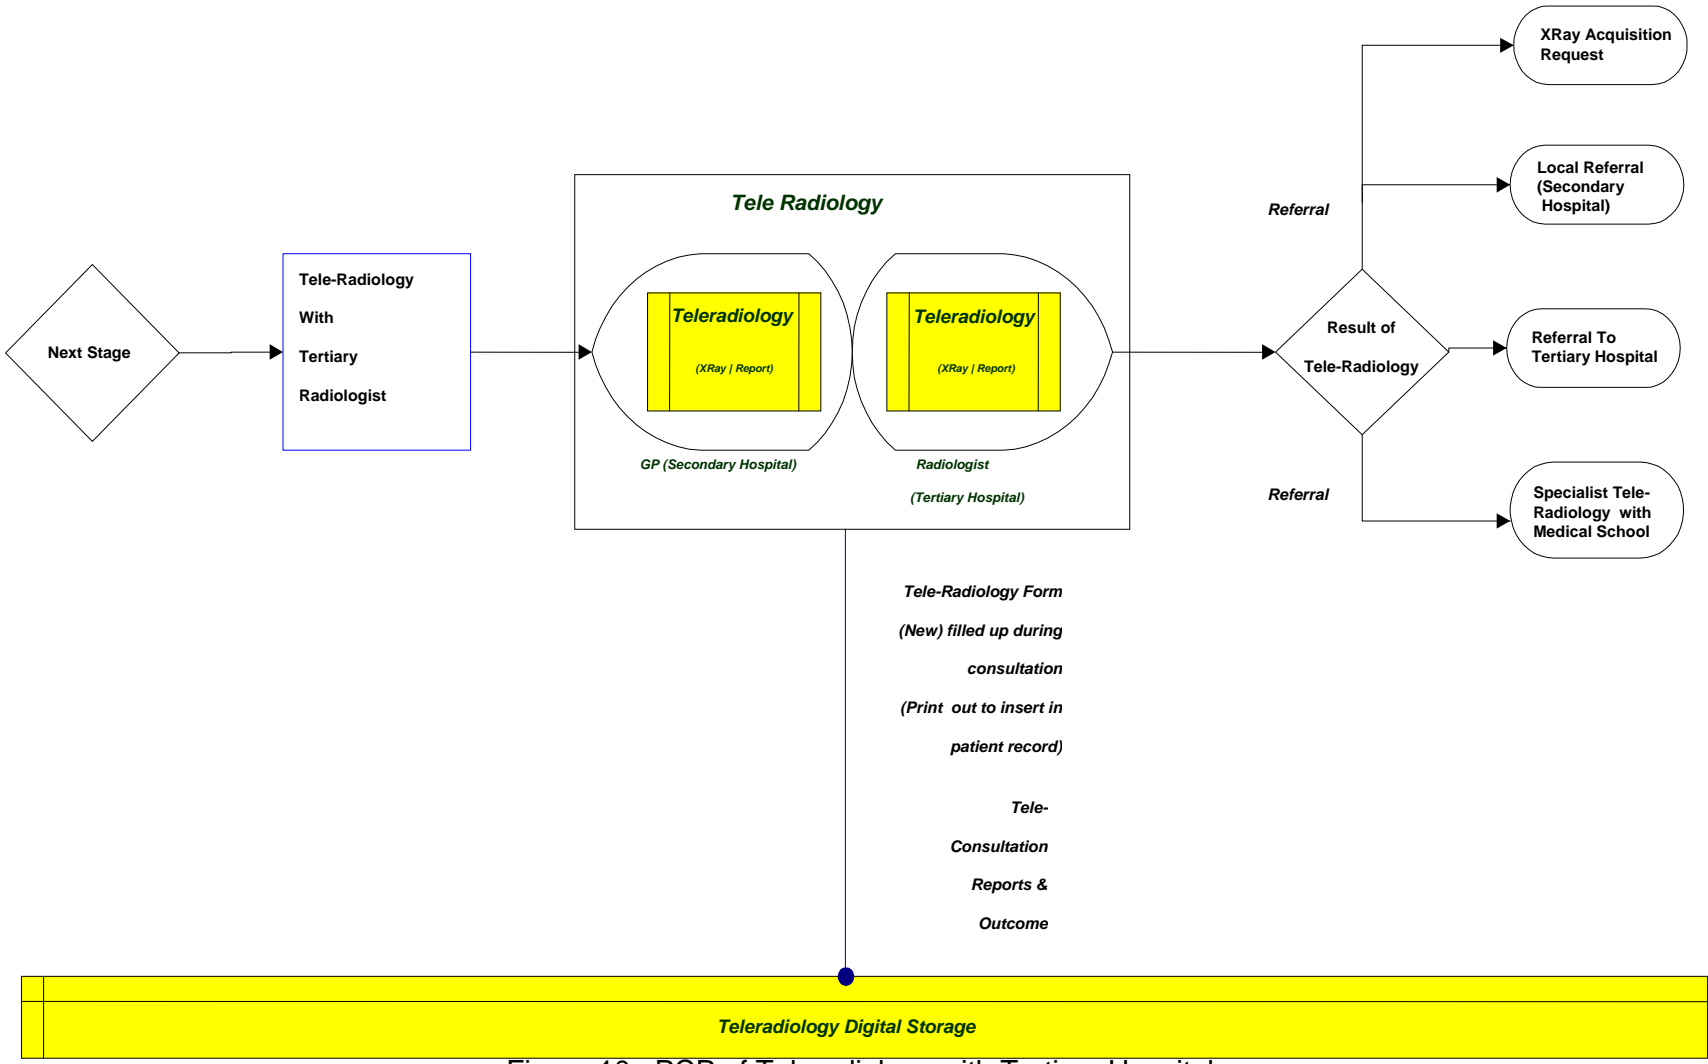 XRay Acquisition
Request
Local Referral
(Secondary
Hospital)
Referral
Tele Radiology
Next Stage
Tele-Radiology
With
Tertiary
Radiologist
Teleradiology
(XRay | Report)
Teleradiology
(XRay | Report)
GP (Secondary Hospital)
Radiologist
(Tertiary Hospital)
Result of
Tele-Radiology
Referral To
Tertiary Hospital
Referral
Specialist Tele-
Radiology with
Medical School
Tele-Radiology Form
(New) filled up during
consultation
(Print out to insert in
patient record)
Tele-
Consultation
Reports &
Outcome
Teleradiology Digital Storage